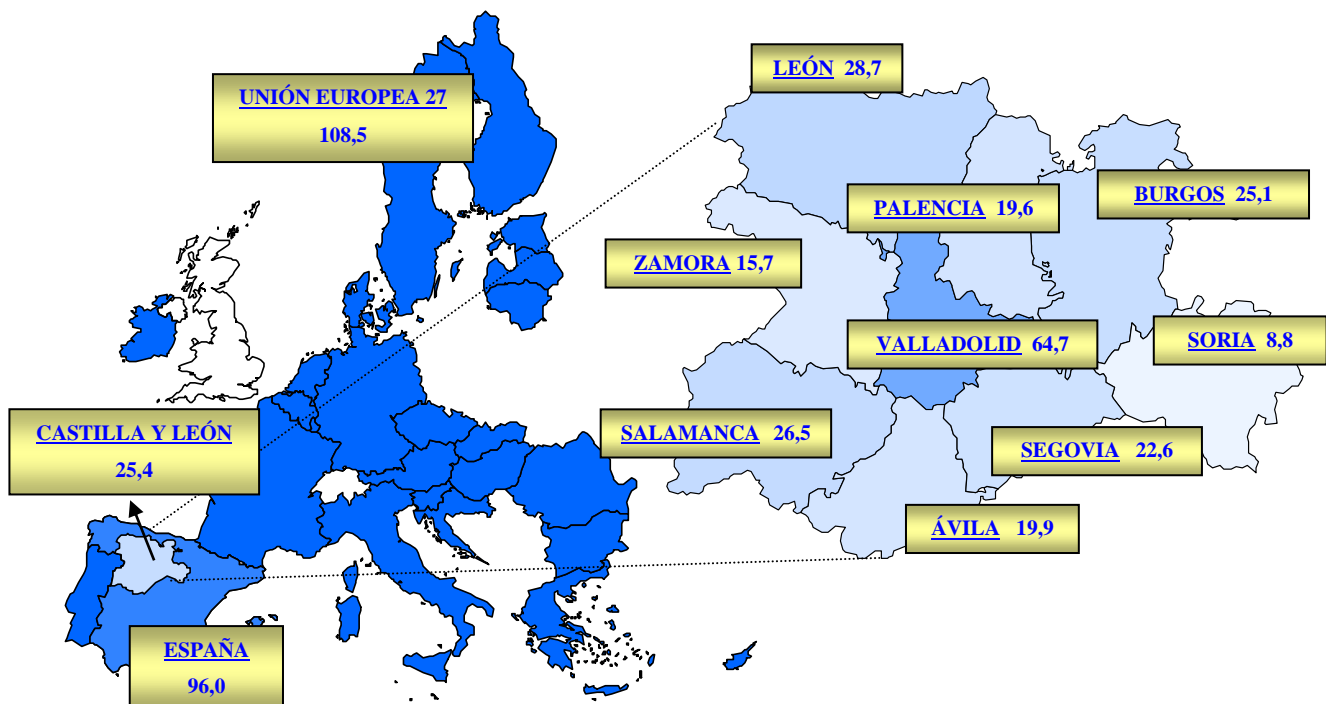 UNIÓN EUROPEA 27
108,5
LEÓN 28,7
BURGOS 25,1
PALENCIA 19,6
ZAMORA 15,7
VALLADOLID 64,7
SORIA 8,8
CASTILLA Y LEÓN
25,4
SALAMANCA 26,5
SEGOVIA 22,6
ÁVILA 19,9
ESPAÑA
96,0